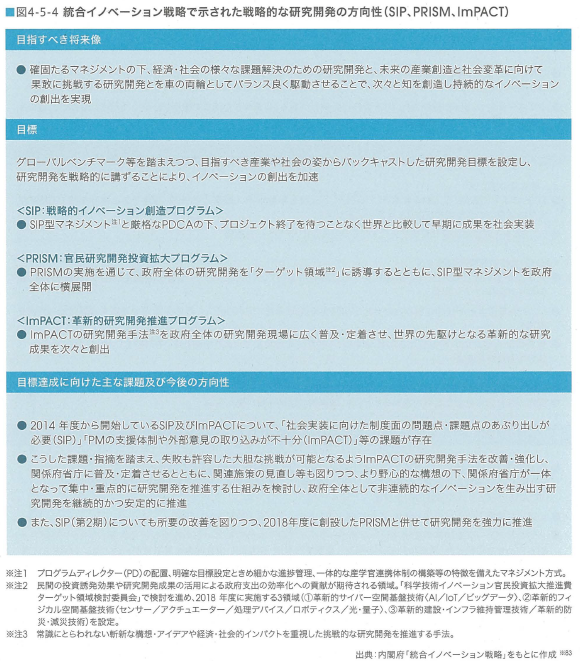 ■図4-5-4 統合イノベーション戦略で示された戦略的な研究開発の方向性（SIP、PRISM、ImPACT）
目指すべき将来像
● 確固たるマネジメントの下、経済・社会の様々な課題解決のための研究開発と、未来の産業創造と社会変革に向けて
果敢に挑戦する研究開発とを車の両輪としてバランス良く駆動させることで、次々と知を創造し持続的なイノベーション
の創出を実現
目標
グローバルベンチマーク等を踏まえつつ、目指すべき産業や社会の姿からバックキャストした研究開発目標を設定し、
研究開発を戦略的に講ずることにより、イノベーションの創出を加速
＜SIP：戦略的イノベーション創造プログラム＞
● SIP型マネジメント注1と厳格なPDCAの下、プロジェクト終了を待つことなく世界と比較して早期に成果を社会実装
＜PRISM：官民研究開発投資拡大プログラム＞
● PRISMの実施を通じて、政府全体の研究開発を「ターゲット領域注2」に誘導するとともに、SIP型マネジメントを政府
全体に横展開
＜ImPACT：革新的研究開発推進プログラム＞
● ImPACTの研究開発手法注3を政府全体の研究開発現場に広く普及・定着させ、世界の先駆けとなる革新的な研究
成果を次々と創出
目標達成に向けた主な課題及び今後の方向性
● 2014 年度から開始しているSIP及びImPACTについて、「社会実装に向けた制度面の問題点・課題点のあぶり出しが
必要（SIP）」「PMの支援体制や外部意見の取り込みが不十分（ImPACT）」等の課題が存在
● こうした課題・指摘を踏まえ、失敗も許容した大胆な挑戦が可能となるようImPACTの研究開発手法を改善・強化し、
関係府省庁に普及・定着させるとともに、関連施策の見直し等も図りつつ、より野心的な構想の下、関係府省庁が一体
となって集中・重点的に研究開発を推進する仕組みを検討し、政府全体として非連続的なイノベーションを生み出す研
究開発を継続的かつ安定的に推進
● また、SIP（第2期）についても所要の改善を図りつつ、2018年度に創設したPRISMと併せて研究開発を強力に推進
※注1 プログラムディレクター（PD）の配置、明確な目標設定ときめ細かな進捗管理、一体的な産学官連携体制の構築等の特徴を備えたマネジメント方式。
※注2 民間の投資誘発効果や研究開発成果の活用による政府支出の効率化への貢献が期待される領域。「科学技術イノベーション官民投資拡大推進費
ターゲット領域検討委員会」で検討を進め、2018 年度に実施する3領域（①革新的サイバー空間基盤技術（AI／IoT／ビッグデータ）、②革新的フィ
ジカル空間基盤技術（センサー／アクチュエーター／処理デバイス／ロボティクス／光・量子）、③革新的建設・インフラ維持管理技術／革新的防
災・減災技術）を設定。
※注3 常識にとらわれない斬新な構想・アイデアや経済・社会的インパクトを重視した挑戦的な研究開発を推進する手法。
出典：内閣府「統合イノベーション戦略」をもとに作成 ※83